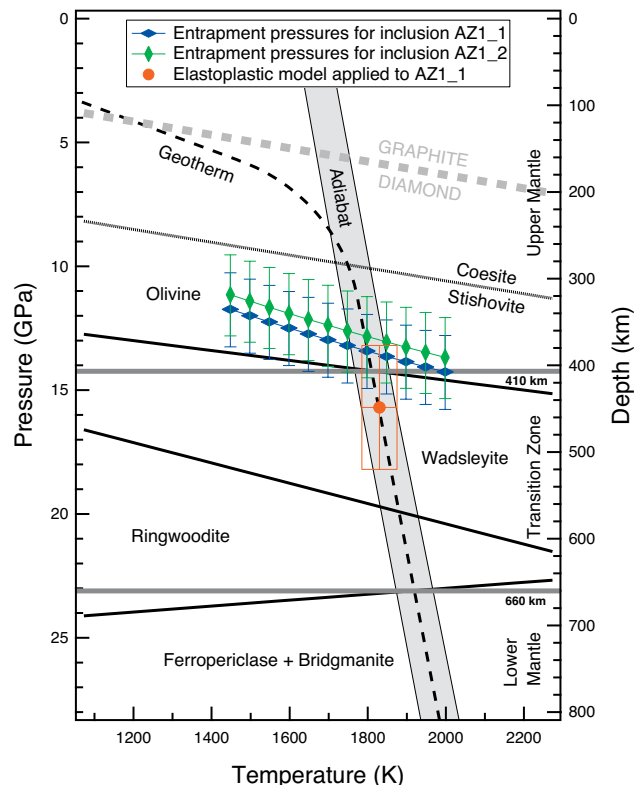 Entrapment pressures for inclusion AZ1_1
Entrapment pressures for inclusion AZ1_2
Elastoplastic model applied to AZ1_1
Pressure (GPa)
0
5
10
15
20
25
Temperature (K)
1200
1400
1600
1800
2000
2200
Depth (km)
0
100
200
300
400
500
600
700
800
Geotherm
Adiabat
GRAPHITE
DIAMOND
Upper Mantle
Coesite
Stishovite
Olivine
410 km
Wadsleyite
Transition Zone
Ringwoodite
660 km
Ferropericlase + Bridgmanite
Lower
Mantle